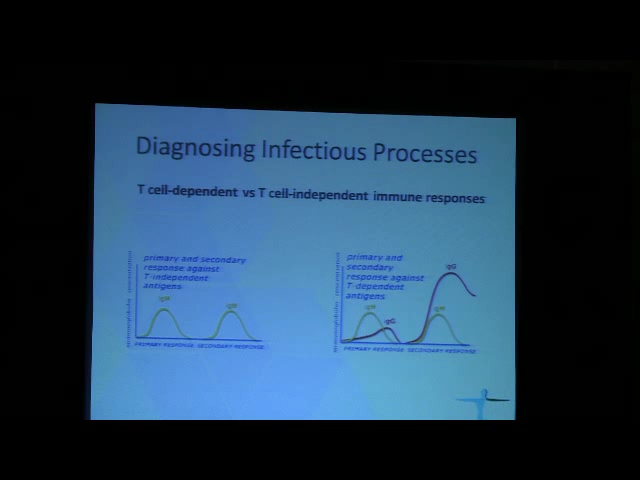 Diagnosing Infectious Processes
T cell-dependent vs T cell-independent immune responses
primary and secondary
response against
T-independent
antigens
IgM
IgM
PRIMARY RESPONSE SECONDARY RESPONSE
primary and
secondary
response against
T-dependent
antigens
IgM
IgG
IgG
IgM
PRIMARY RESPONSE SECONDARY RESPONSE